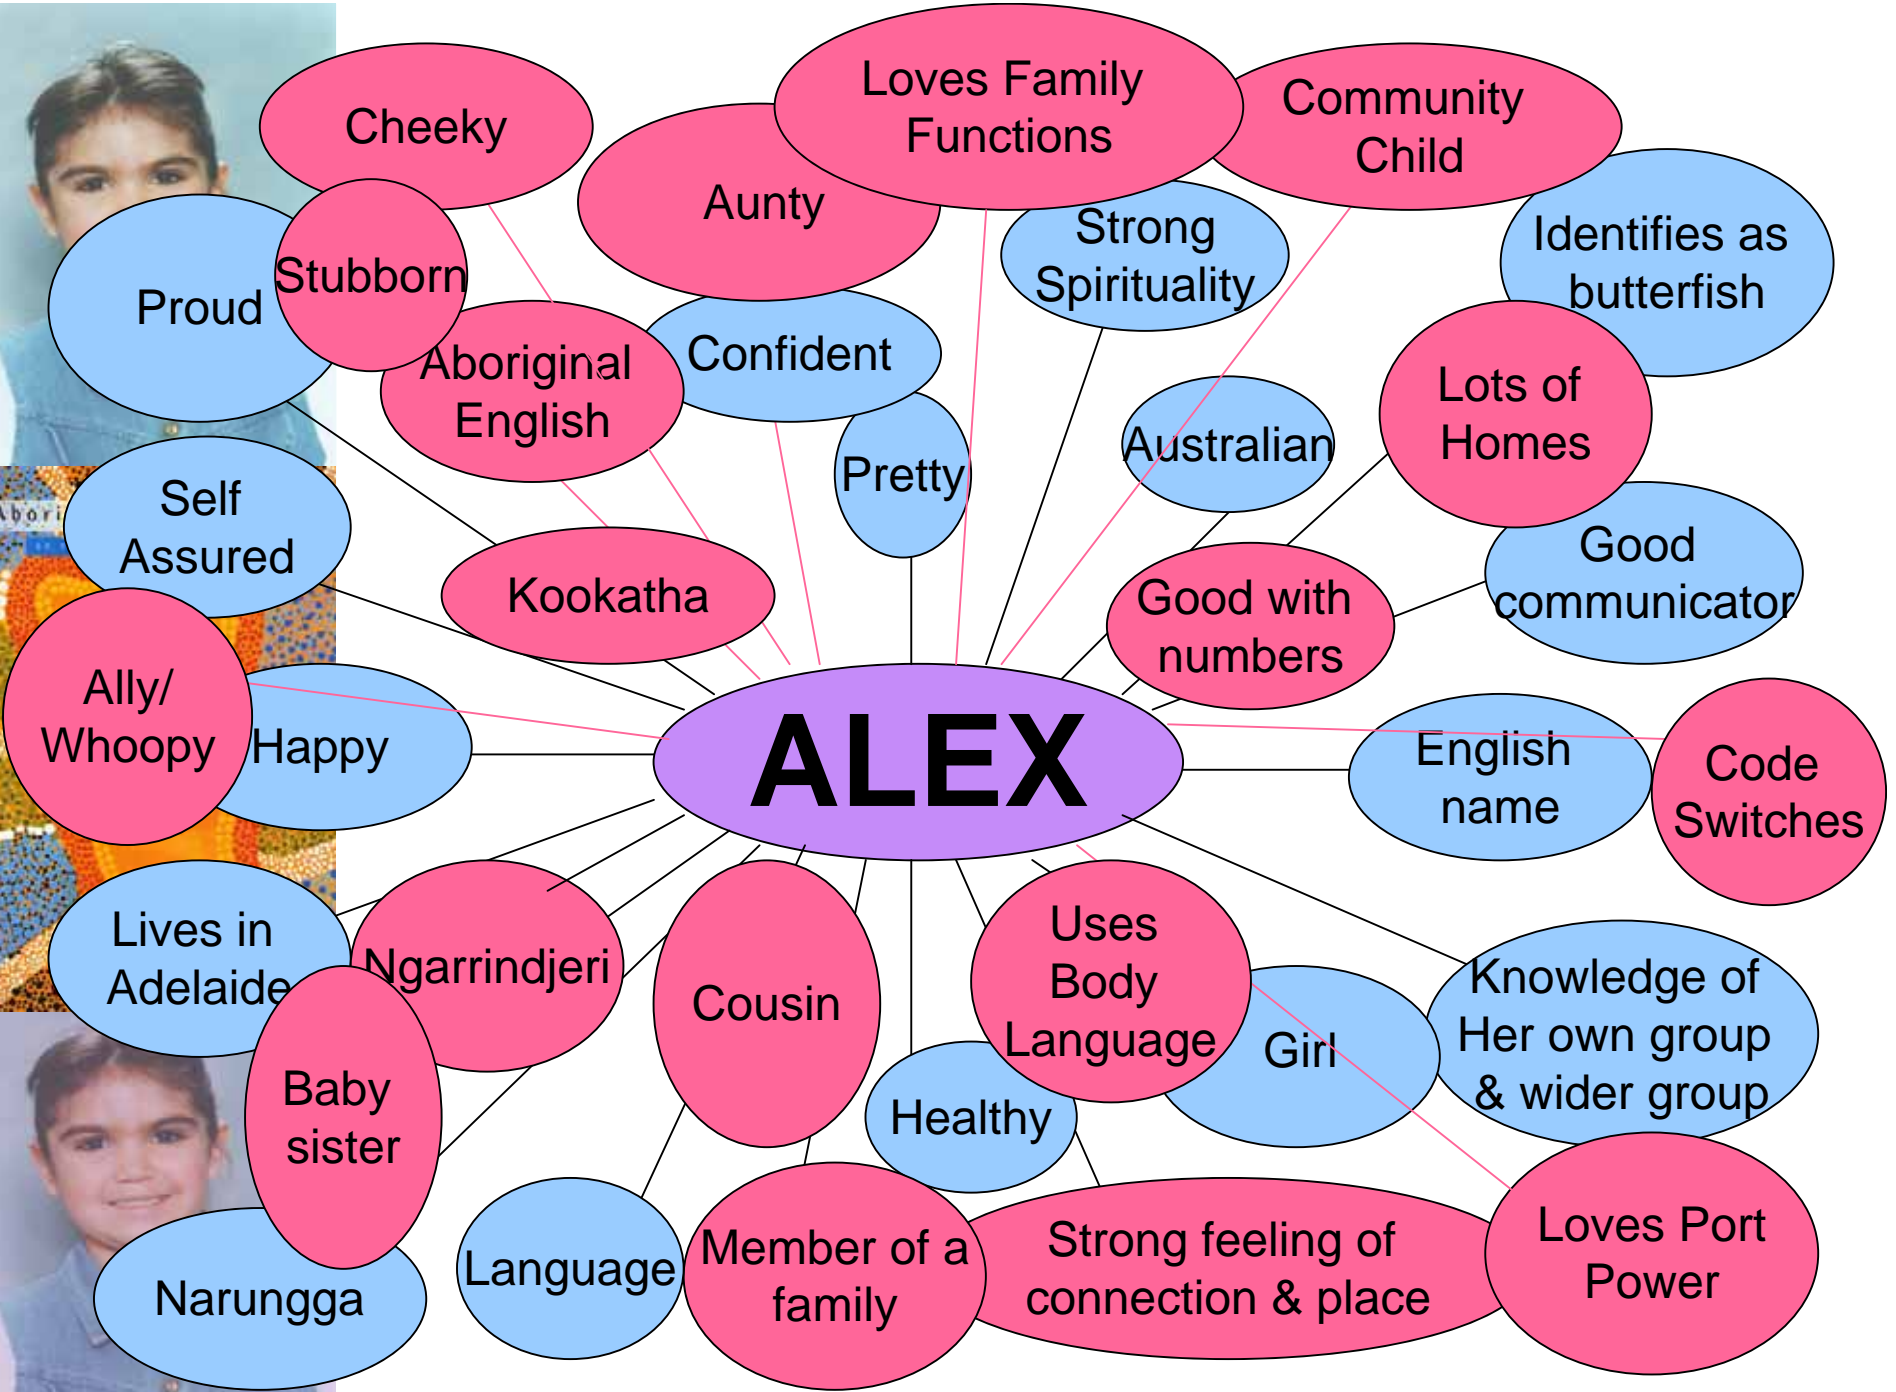 Loves Family
Functions
Community
Child
Cheeky
Aunty
Strong
Spirituality
Identifies as
butterfish
Stubborn
Proud
Aboriginal
English
Confident
Lots of
Homes
Australian
Pretty
Self
Assured
Abori
Good
communicator
Kookatha
Good with
numbers
Ally/
Whoopy
Happy
ALEX
English
name
Code
Switches
Lives in
Adelaide
Ngarrindjeri
Cousin
Uses
Body
Language
Girl
Knowledge of
Her own group
& wider group
Baby
sister
Healthy
Narungga
Language
Member of a
family
Strong feeling of
connection & place
Loves Port
Power